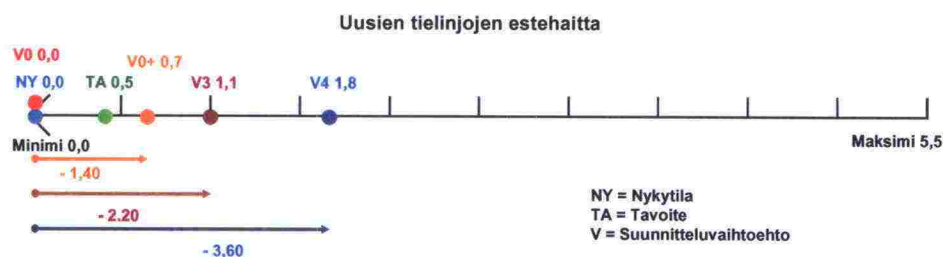 Uusien tielinjojen estehaitta
V0 0,0
V0+ 0,7
NY 0,0 TA 0,5 V3 1,1 V4 1,8
Minimi 0,0 Maksimi 5,5
- 1,40
- 2.20
- 3,60
NY = Nykytila
TA = Tavoite
V = Suunnitteluvaihtoehto